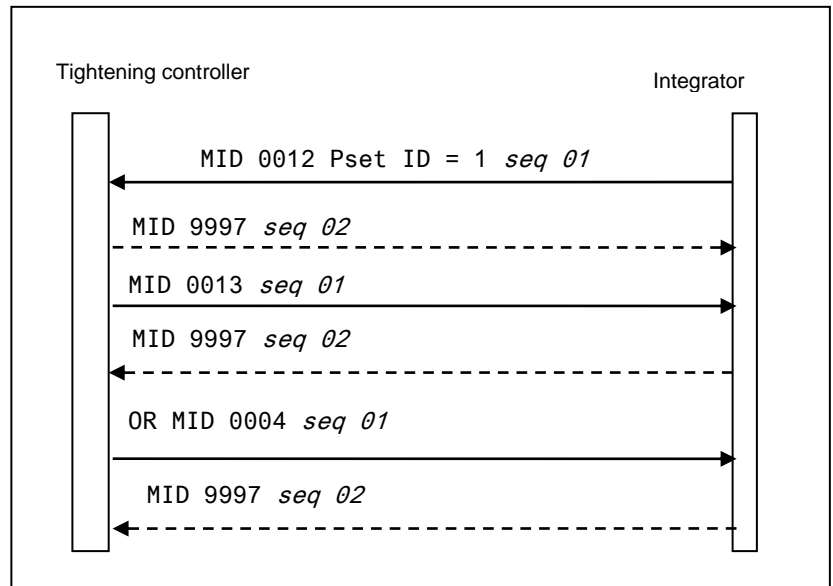 Tightening controller
Integrator
MID 0012 Pset ID = 1 seq 01
MID 9997 seq 02
MID 0013 seq 01
MID 9997 seq 02
OR MID 0004 seq 01
MID 9997 seq 02